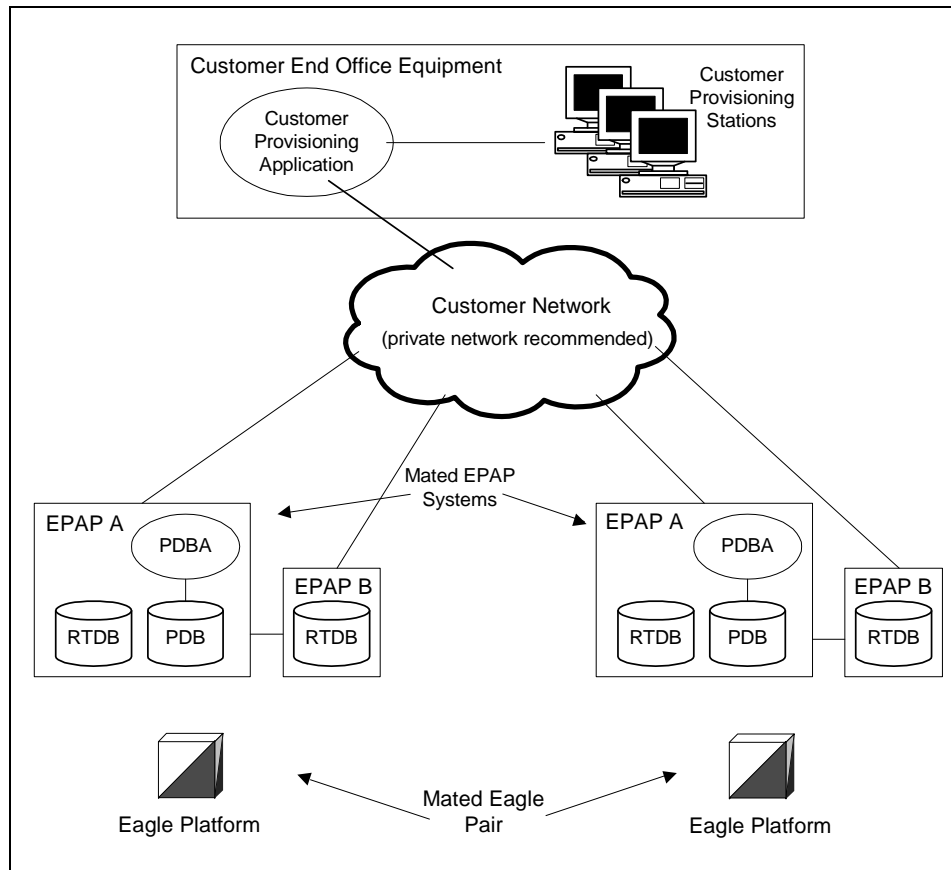 Customer End Office Equipment
Customer
Provisioning
Application
Customer
Provisioning
Stations
Customer Network
(private network recommended)
Mated EPAP
Systems
EPAP A
PDBA
RTDB
PDB
EPAP B
RTDB
EPAP A
PDBA
RTDB
PDB
EPAP B
RTDB
Eagle Platform
Mated Eagle
Pair
Eagle Platform